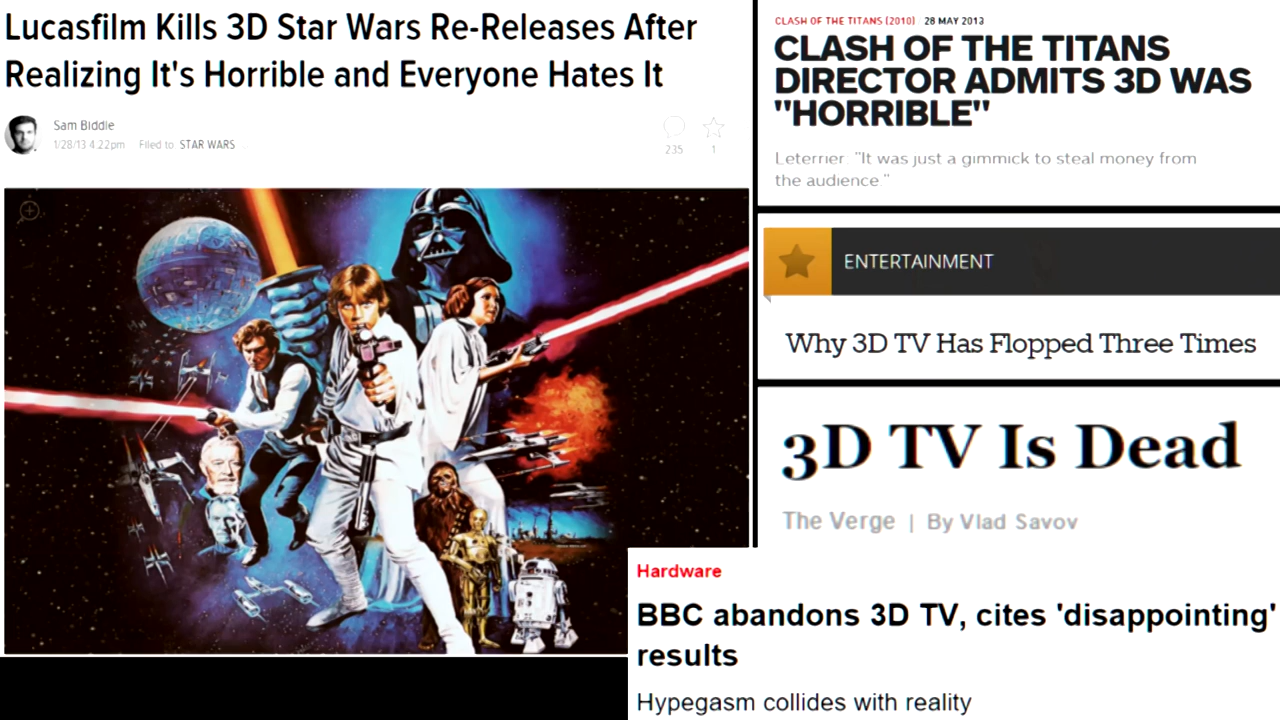 Lucasfilm Kills 3D Star Wars Re-Releases After
Realizing It's Horrible and Everyone Hates It
Sam Biddle
1/28/13 4:22pm Filed to: STAR WARS
235 1
CLASH OF THE TITANS (2010) 28 MAY 2013
CLASH OF THE TITANS
DIRECTOR ADMITS 3D WAS
"HORRIBLE"
Leterrier: "It was just a gimmick to steal money from
the audience."
ENTERTAINMENT
Why 3D TV Has Flopped Three Times
3D TV Is Dead
The Verge | By Vlad Savov
Hardware
BBC abandons 3D TV, cites 'disappointing'
results
Hypegasm collides with reality